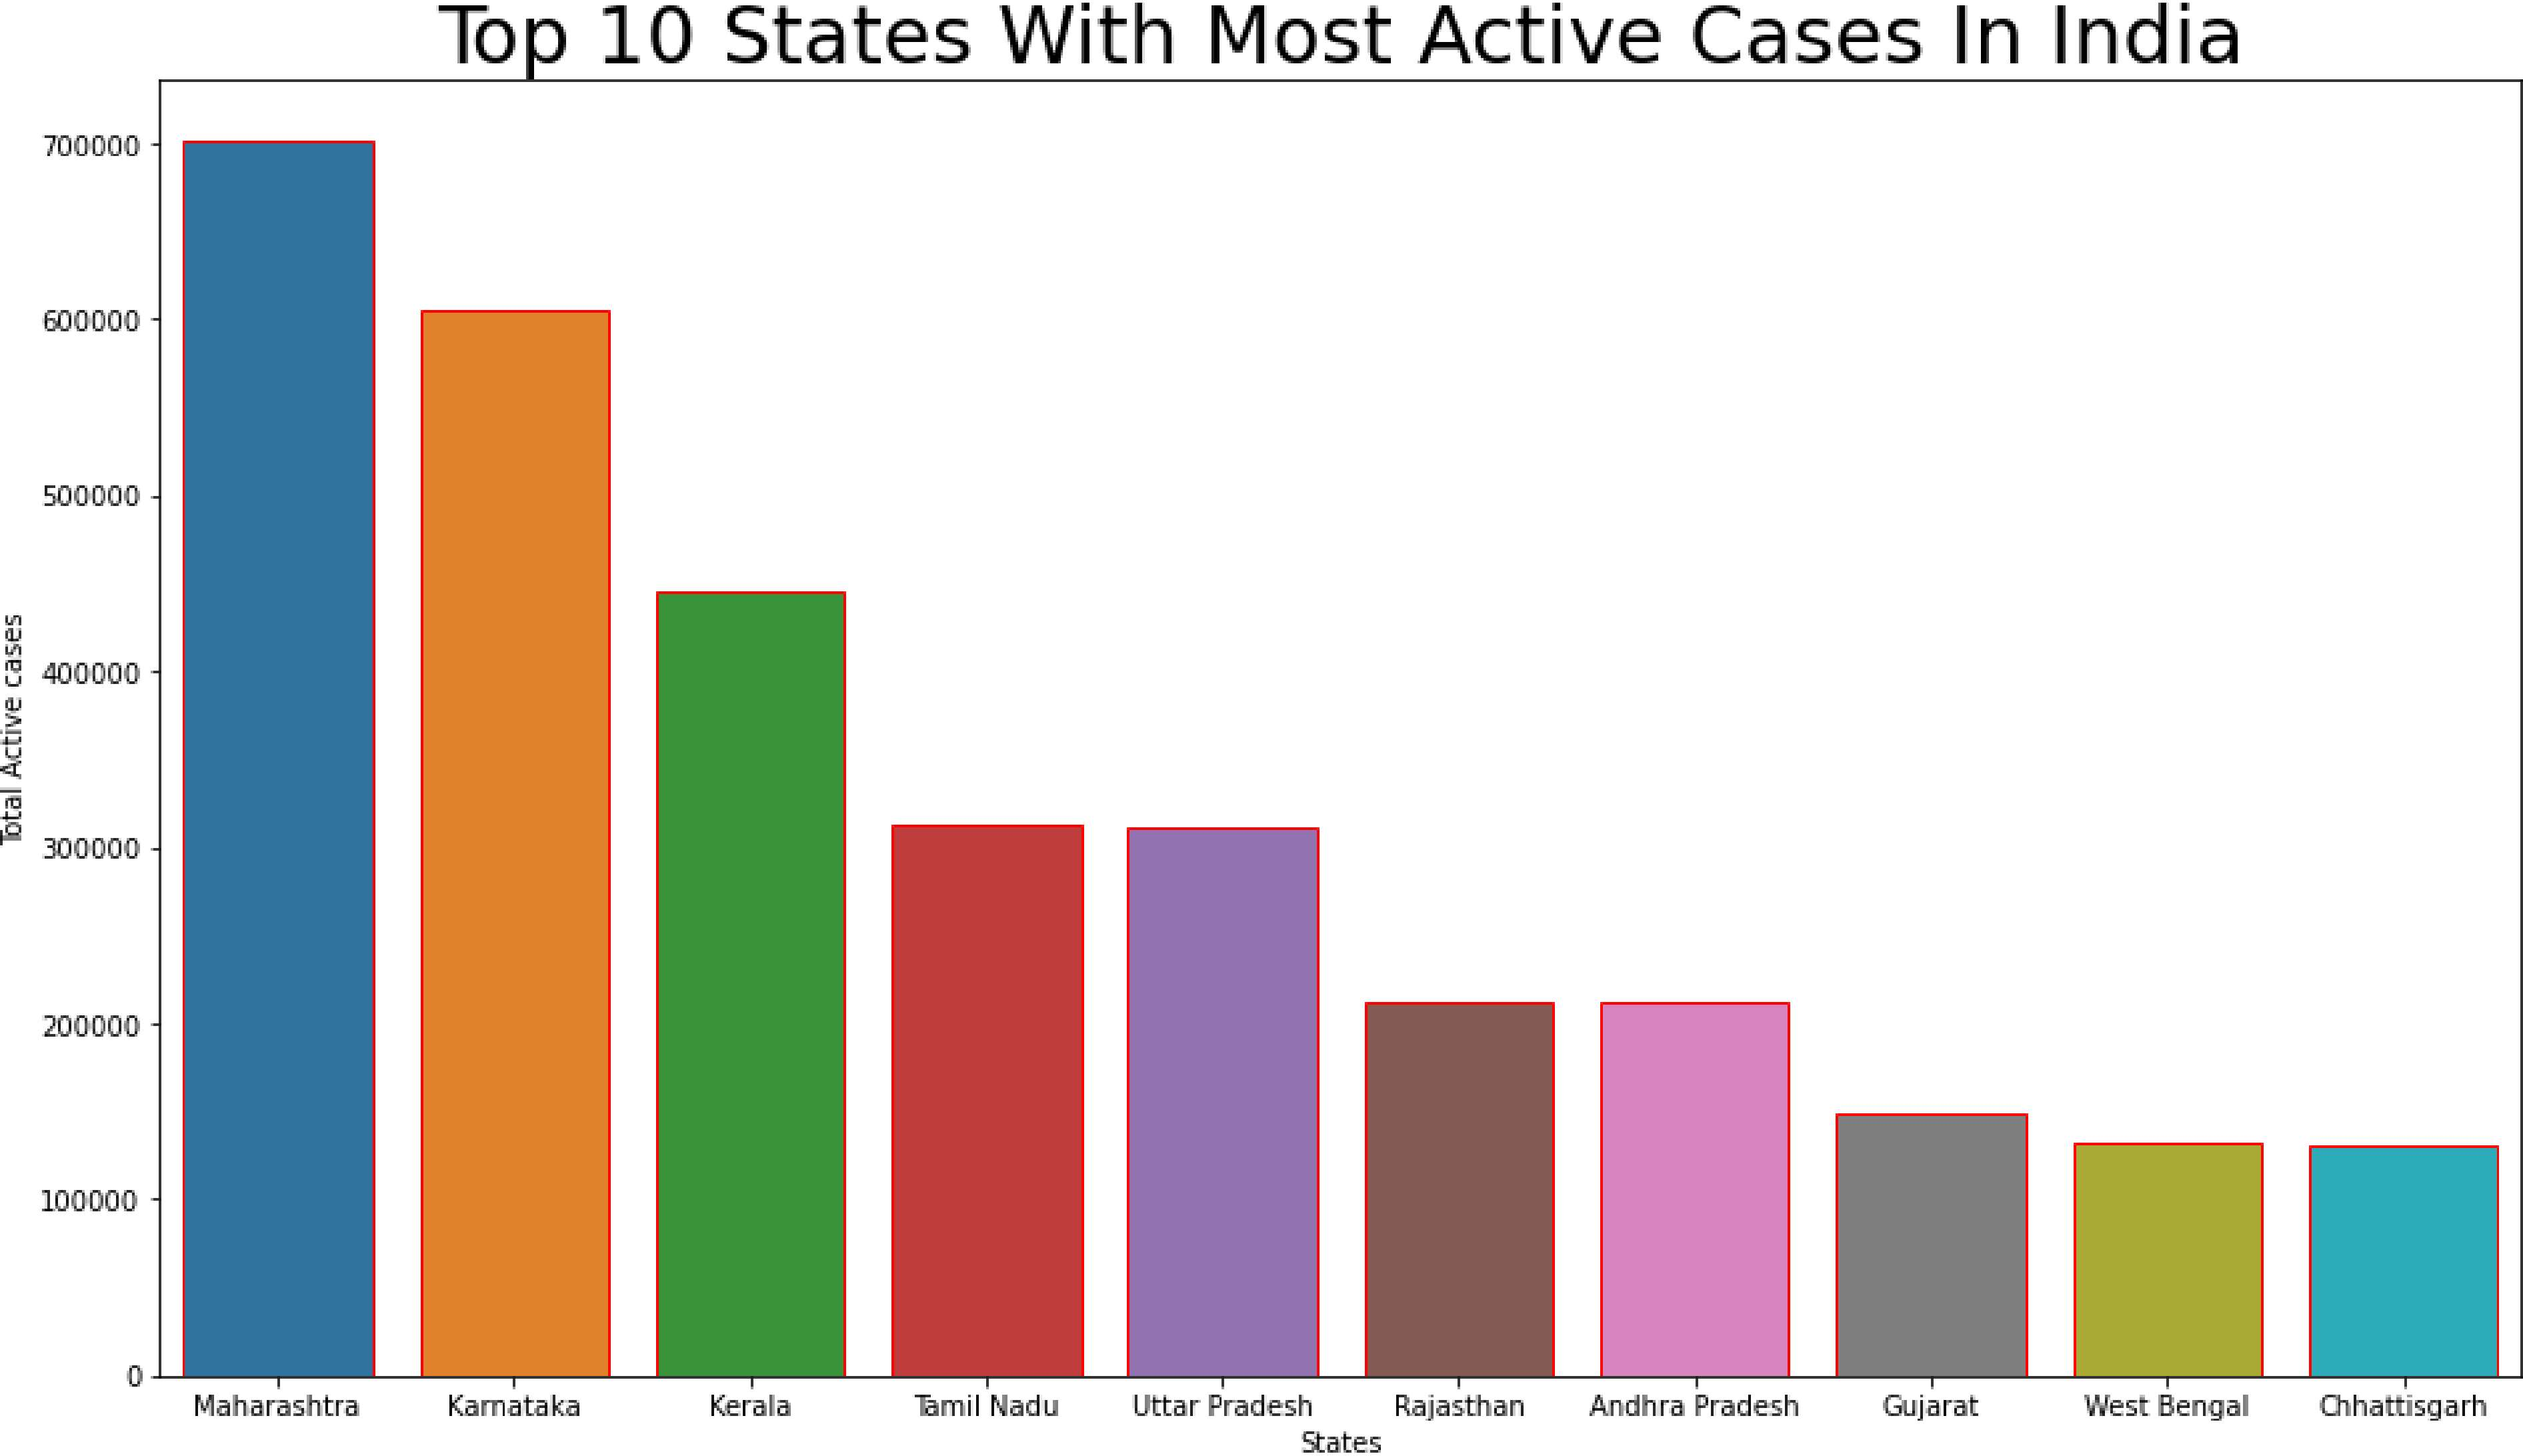 Top 10 States With Most Active Cases In India
Total Active cases
700000
600000
500000
400000
300000
200000
100000
0
Maharashtra Karnataka Kerala Tamil Nadu Uttar Pradesh Rajasthan Andhra Pradesh Gujarat West Bengal Chhattisgarh
States